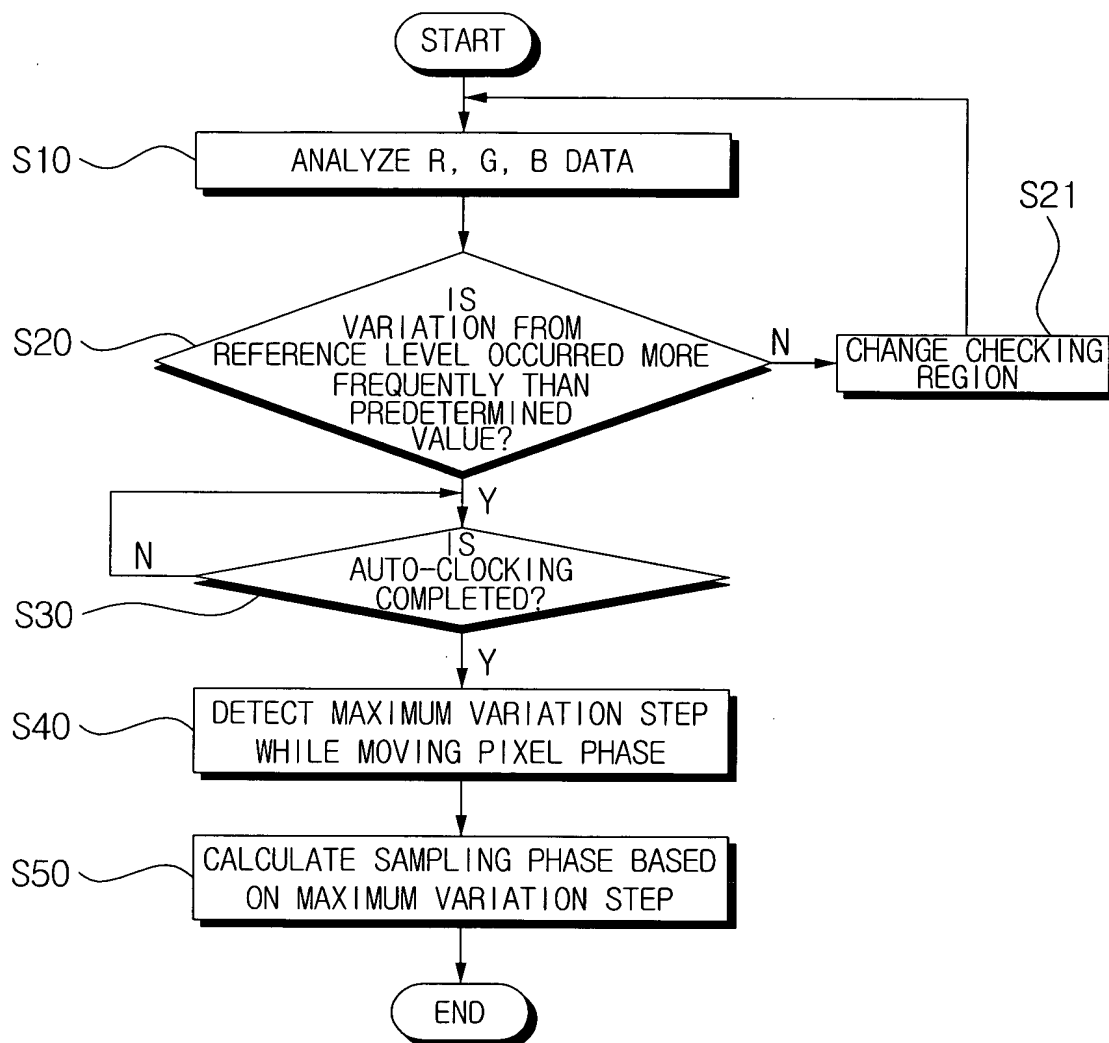 START
S10
ANALYZE R, G, B DATA
S21
S20
IS
VARIATION FROM
REFERENCE LEVEL OCCURRED MORE
FREQUENTLY THAN
PREDETERMINED
VALUE?
N
CHANGE CHECKING
REGION
Y
N
IS
AUTO-CLOCKING
COMPLETED?
S30
Y
S40
DETECT MAXIMUM VARIATION STEP
WHILE MOVING PIXEL PHASE
S50
CALCULATE SAMPLING PHASE BASED
ON MAXIMUM VARIATION STEP
END